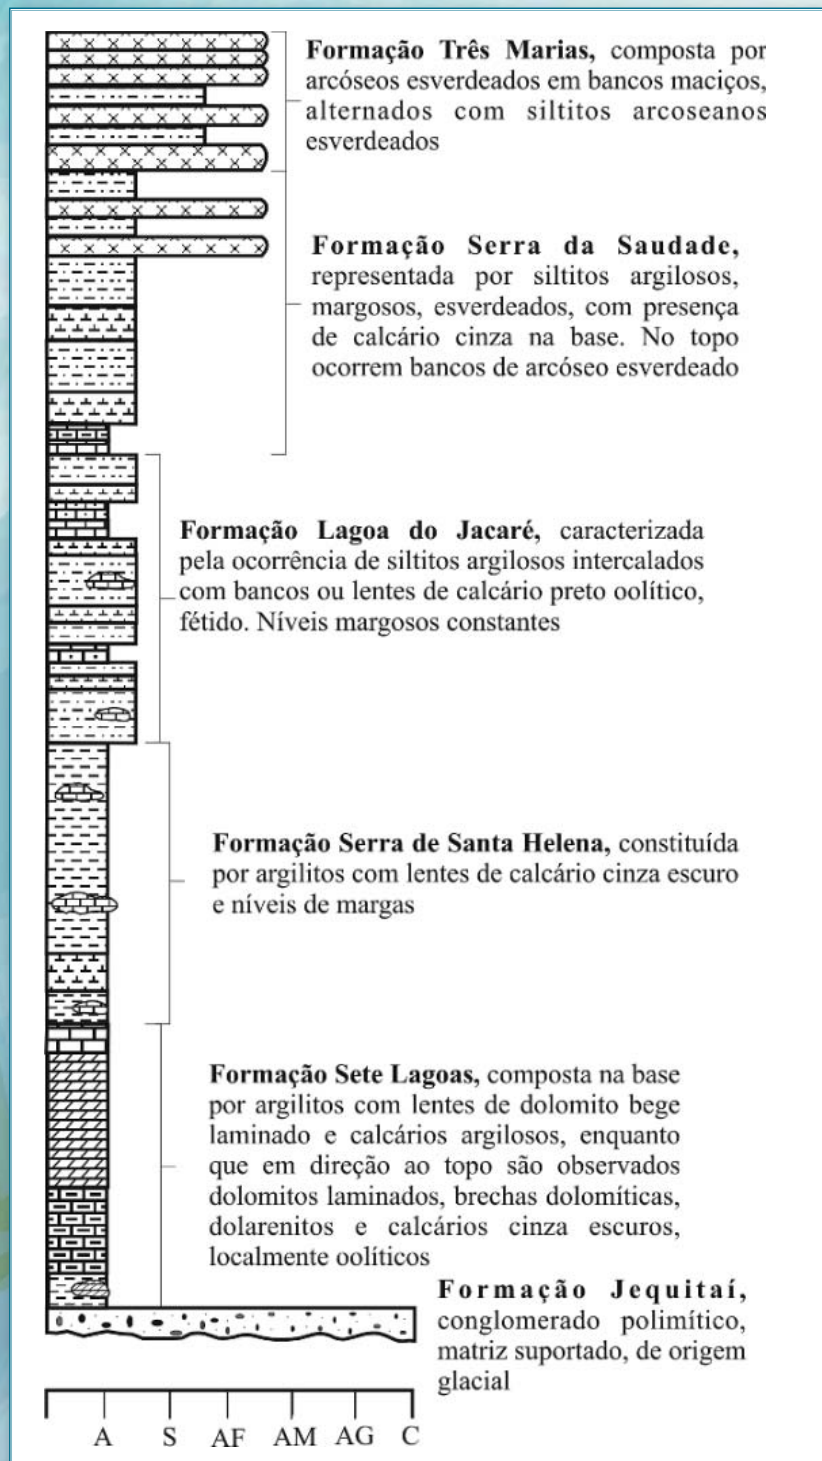 Formação Três Marias, composta por
arcóseos esverdeados em bancos maciços,
alternados com siltitos arcoseanos
esverdeados
Formação Serra da Saudade,
representada por siltitos argilosos,
margosos, esverdeados, com presença
de calcário cinza na base. No topo
ocorrem bancos de arcóseo esverdeado
Formação Lagoa do Jacaré, caracterizada
pela ocorrência de siltitos argilosos intercalados
com bancos ou lentes de calcário preto oolítico,
fétido. Níveis margosos constantes
Formação Serra de Santa Helena, constituída
por argilitos com lentes de calcário cinza escuro
e níveis de margas
Formação Sete Lagoas, composta na base
por argilitos com lentes de dolomito bege
laminado e calcários argilosos, enquanto
que em direção ao topo são observados
dolomitos laminados, brechas dolomíticas,
dolarenitos e calcários cinza escuros,
localmente oolíticos
Formação Jequitaí,
conglomerado polimítico,
matriz suportado, de origem
glacial
A S AF AM AG C